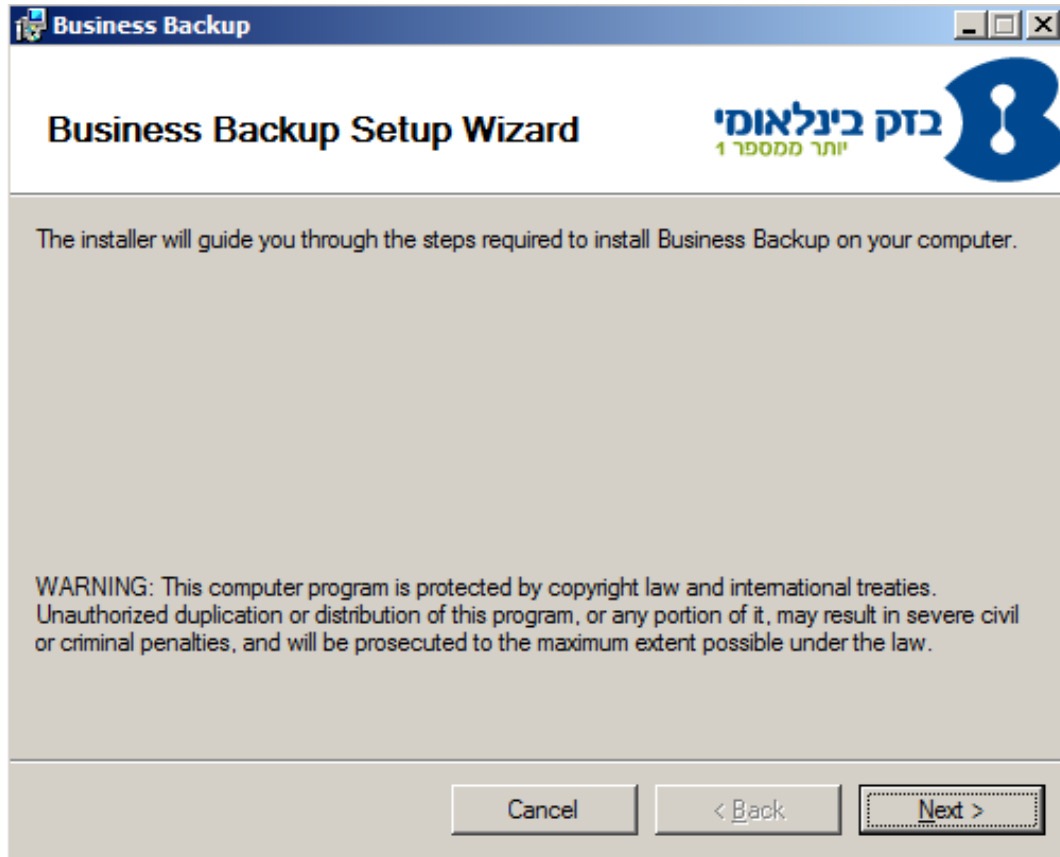 Business Backup
Business Backup Setup Wizard
בזק בינלאומי
יותר ממספר 1
The installer will guide you through the steps required to install Business Backup on your computer.
WARNING: This computer program is protected by copyright law and international treaties.
Unauthorized duplication or distribution of this program, or any portion of it, may result in severe civil
or criminal penalties, and will be prosecuted to the maximum extent possible under the law.
Cancel
< Back
Next >